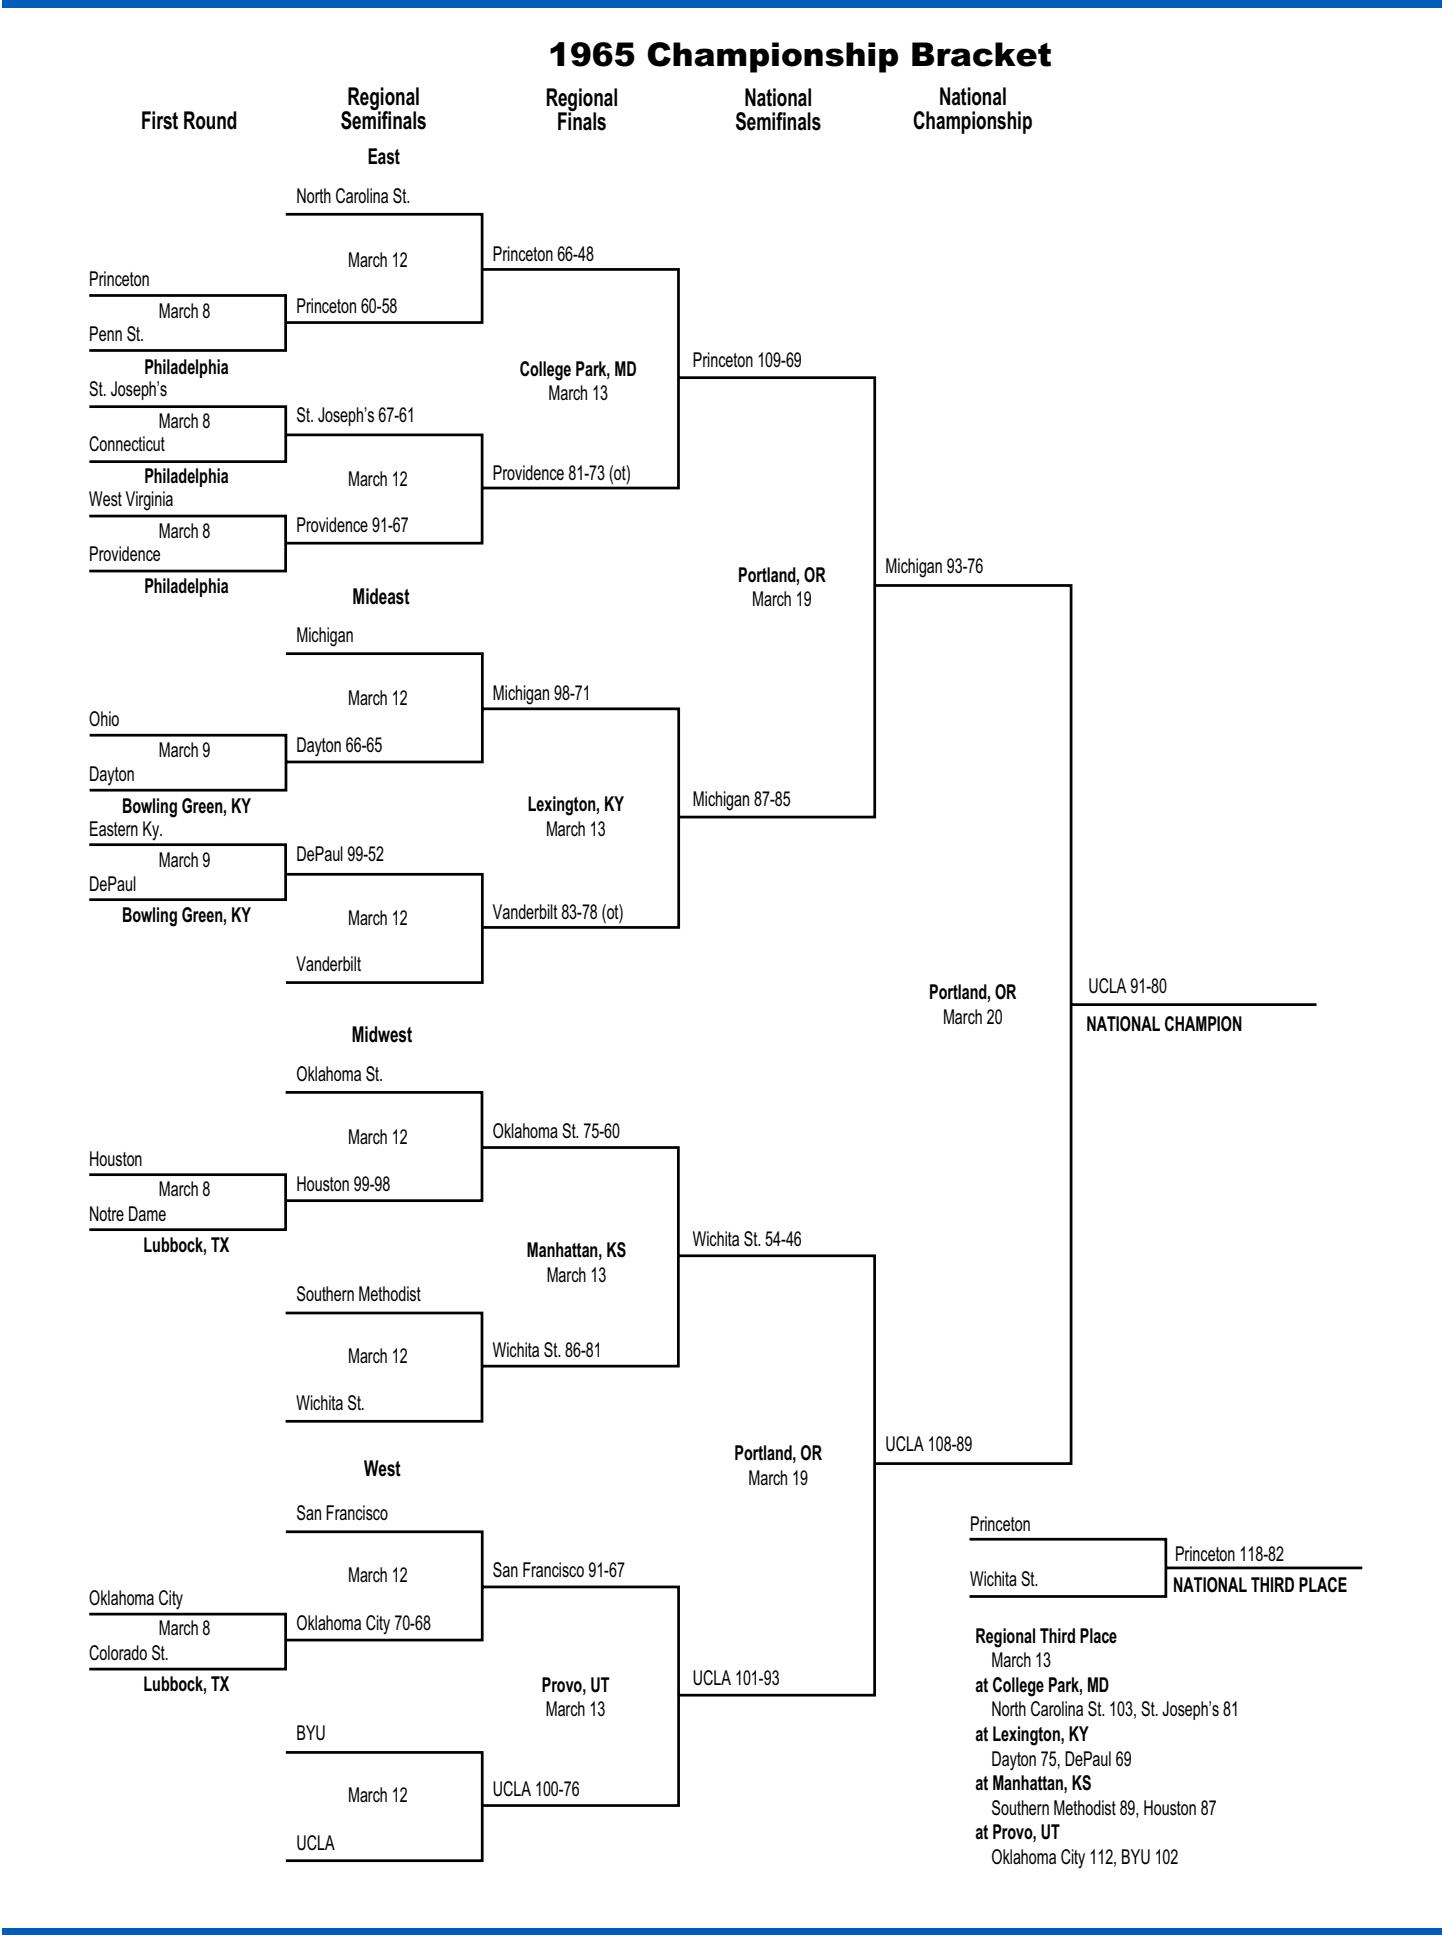 1965 Championship Bracket
First Round
Regional
Semifinals
Regional
Finals
National
Semifinals
National
Championship
East
North Carolina St.
March 12
Princeton 66-48
Princeton
March 8
Princeton 60-58
Penn St.
Philadelphia
College Park, MD
March 13
Princeton 109-69
St. Joseph's
March 8
St. Joseph's 67-61
Connecticut
Philadelphia
March 12
Providence 81-73 (ot)
West Virginia
March 8
Providence 91-67
Providence
Philadelphia
Portland, OR
March 19
Michigan 93-76
Mideast
Michigan
March 12
Michigan 98-71
Ohio
March 9
Dayton 66-65
Dayton
Bowling Green, KY
Lexington, KY
March 13
Michigan 87-85
Eastern Ky.
March 9
DePaul 99-52
DePaul
Bowling Green, KY
March 12
Vanderbilt 83-78 (ot)
Vanderbilt
Portland, OR
March 20
UCLA 91-80
NATIONAL CHAMPION
Midwest
Oklahoma St.
March 12
Oklahoma St. 75-60
Houston
March 8
Houston 99-98
Notre Dame
Lubbock, TX
Manhattan, KS
March 13
Wichita St. 54-46
Southern Methodist
March 12
Wichita St. 86-81
Wichita St.
Portland, OR
March 19
UCLA 108-89
West
San Francisco
March 12
San Francisco 91-67
Oklahoma City
March 8
Oklahoma City 70-68
Colorado St.
Lubbock, TX
Provo, UT
March 13
UCLA 101-93
BYU
March 12
UCLA 100-76
UCLA
Princeton
Princeton 118-82
Wichita St.
NATIONAL THIRD PLACE
Regional Third Place
March 13
at College Park, MD
North Carolina St. 103, St. Joseph's 81
at Lexington, KY
Dayton 75, DePaul 69
at Manhattan, KS
Southern Methodist 89, Houston 87
at Provo, UT
Oklahoma City 112, BYU 102